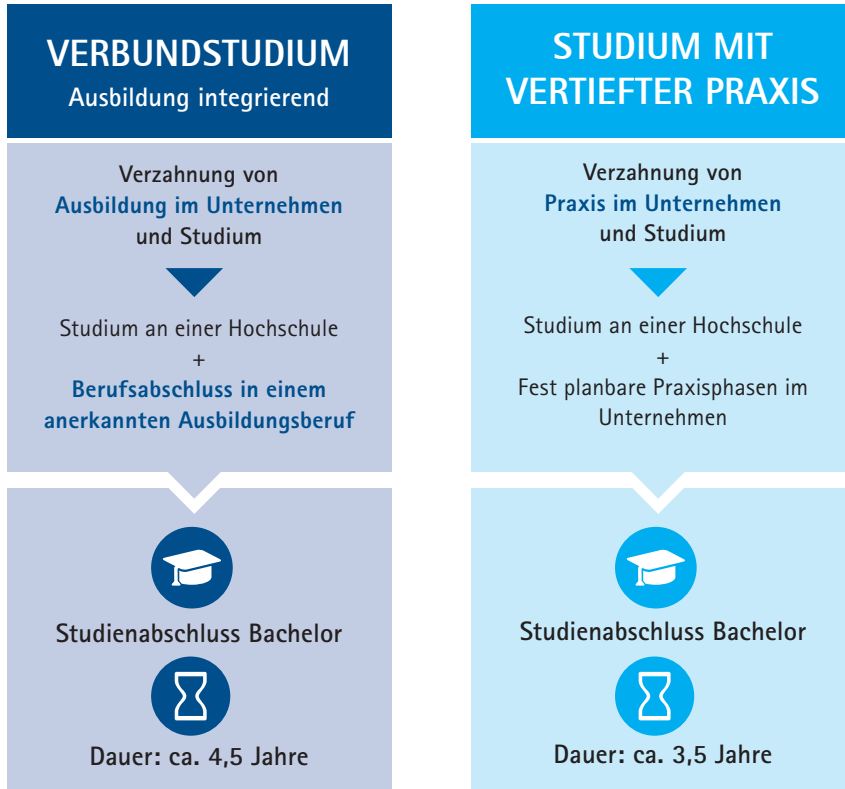 VERBUNDSTUDIUM
Ausbildung integrierend
Verzahnung von
Ausbildung im Unternehmen
und Studium
Studium an einer Hochschule
+
Berufsabschluss in einem
anerkannten Ausbildungsberuf
Studienabschluss Bachelor
Dauer: ca. 4,5 Jahre
STUDIUM MIT
VERTIEFTER PRAXIS
Verzahnung von
Praxis im Unternehmen
und Studium
Studium an einer Hochschule
+
Fest planbare Praxisphasen im
Unternehmen
Studienabschluss Bachelor
Dauer: ca. 3,5 Jahre